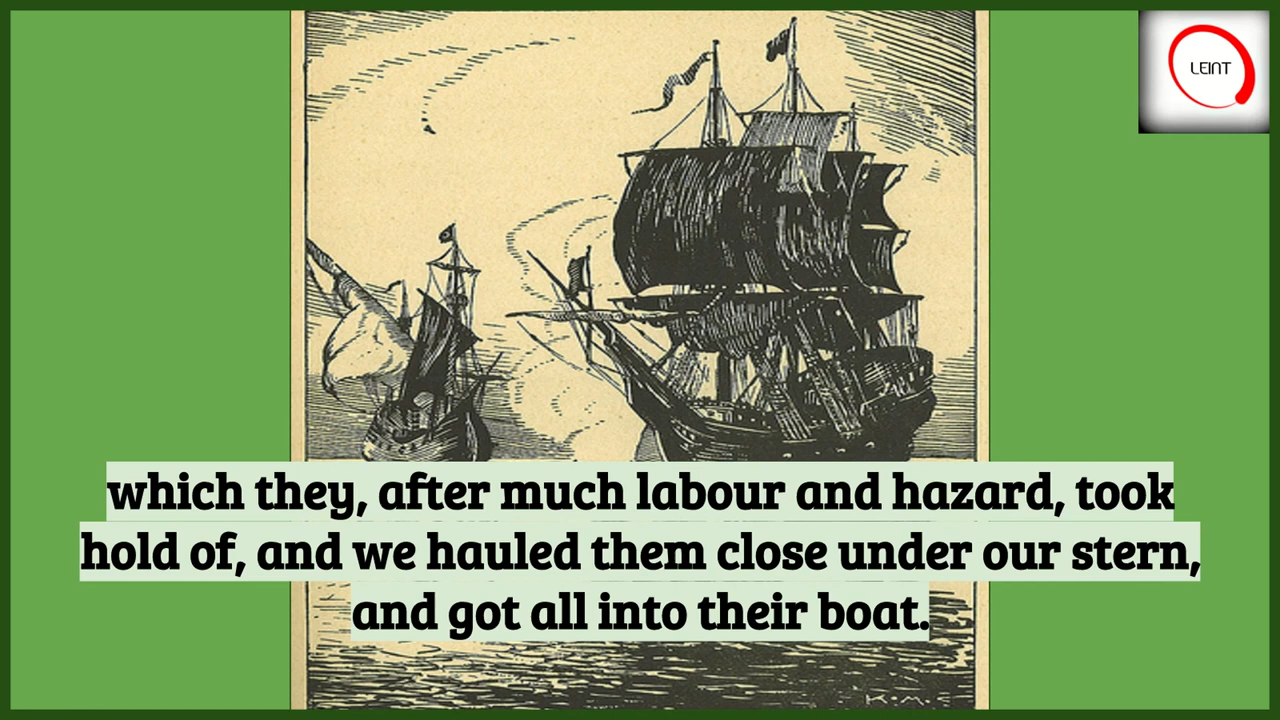 LEINT
which they, after much labour and hazard, took
hold of, and we hauled them close under our stern,
and got all into their boat.
K.M.C